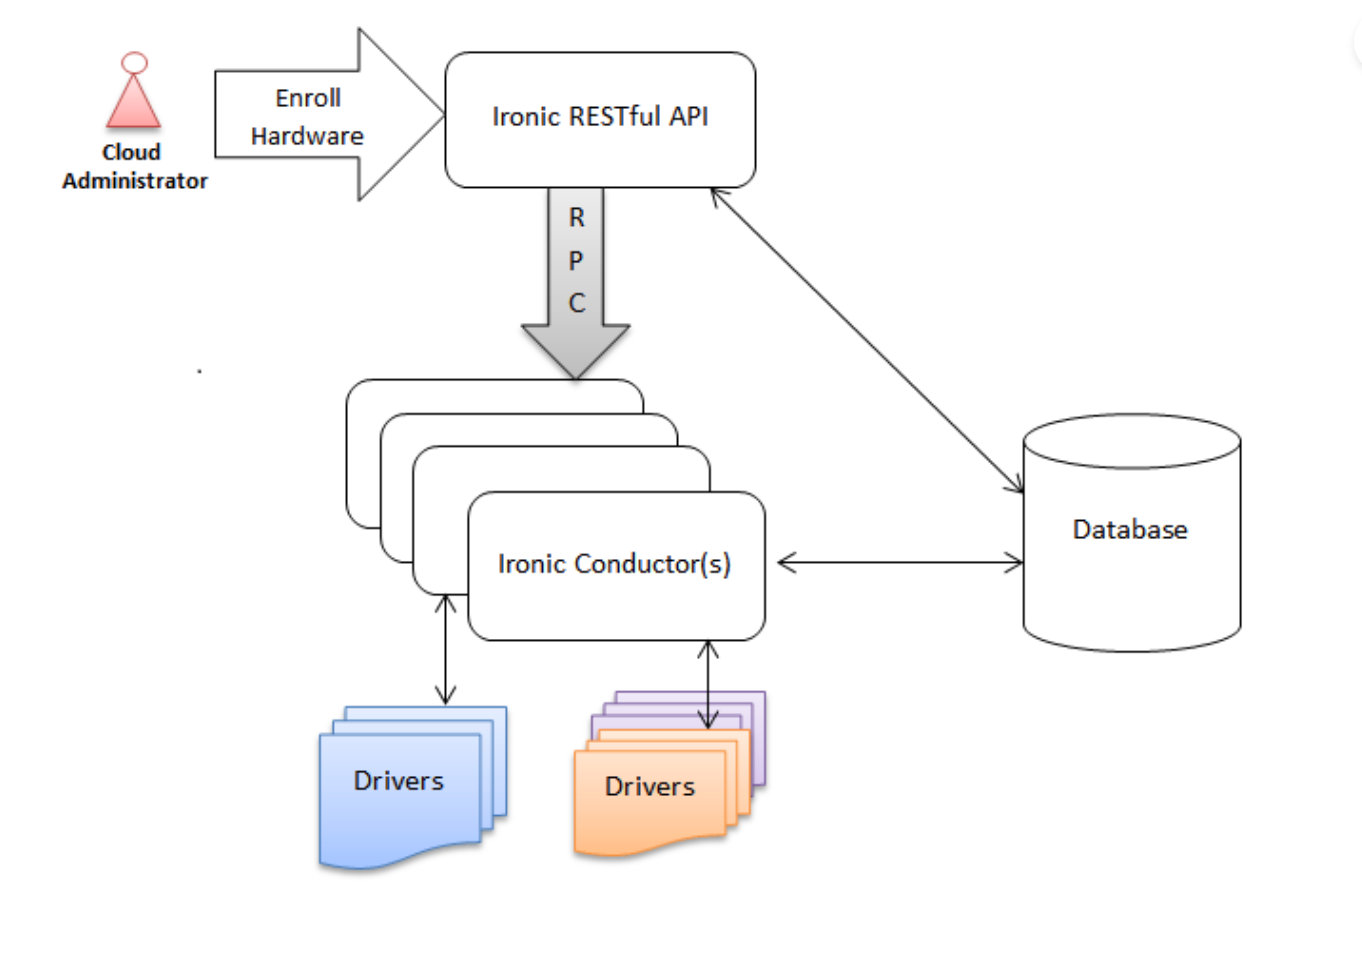 Cloud
Administrator
Enroll
Hardware
Ironic RESTful API
R
P
C
Ironic Conductor(s)
Database
Drivers
Drivers